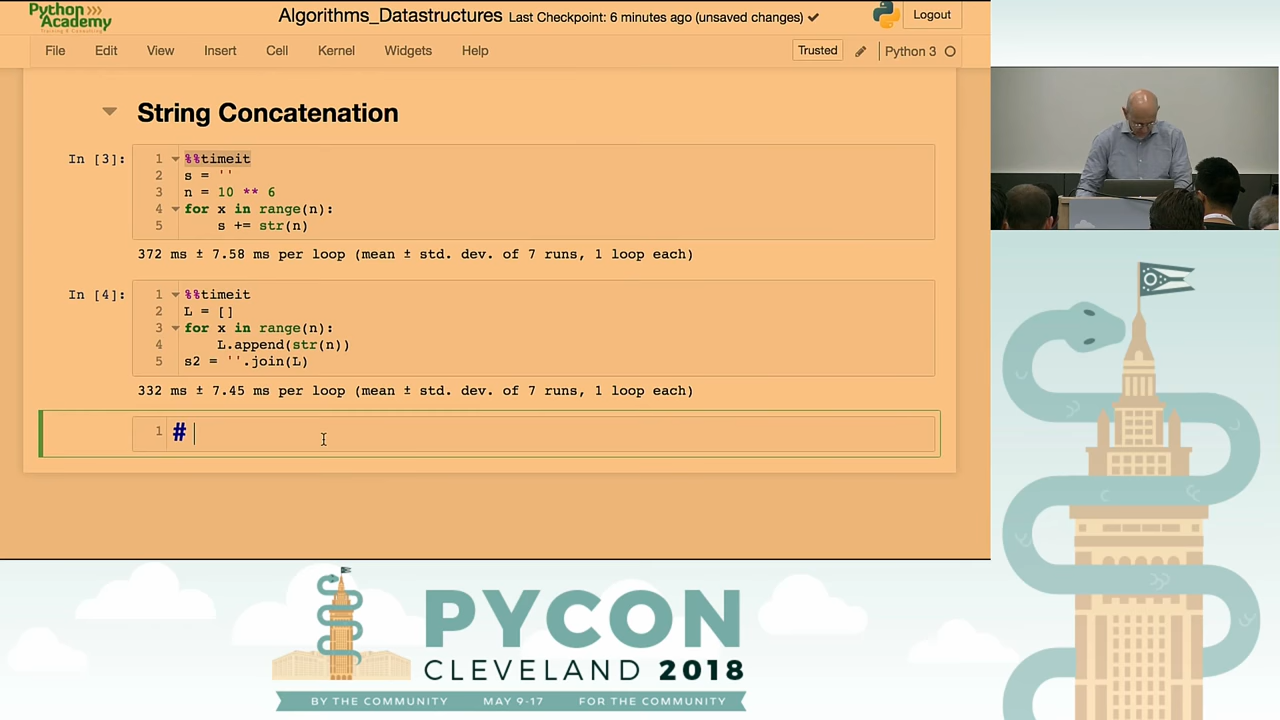 Python >>>
Academy
Training & Consulting
Algorithms_Datastructures Last Checkpoint: 6 minutes ago (unsaved changes)
Logout
File Edit View Insert Cell Kernel Widgets Help
Trusted
Python 3
String Concatenation
In [3]:
1 %%timeit
2 s = ''
3 n = 10 ** 6
4 for x in range(n):
5     s += str(n)
372 ms ± 7.58 ms per loop (mean ± std. dev. of 7 runs, 1 loop each)
In [4]:
1 %%timeit
2 L = []
3 for x in range(n):
4     L.append(str(n))
5 s2 = ''.join(L)
332 ms ± 7.45 ms per loop (mean ± std. dev. of 7 runs, 1 loop each)
1 #
PYCON
CLEVELAND 2018
BY THE COMMUNITY MAY 9-17 FOR THE COMMUNITY